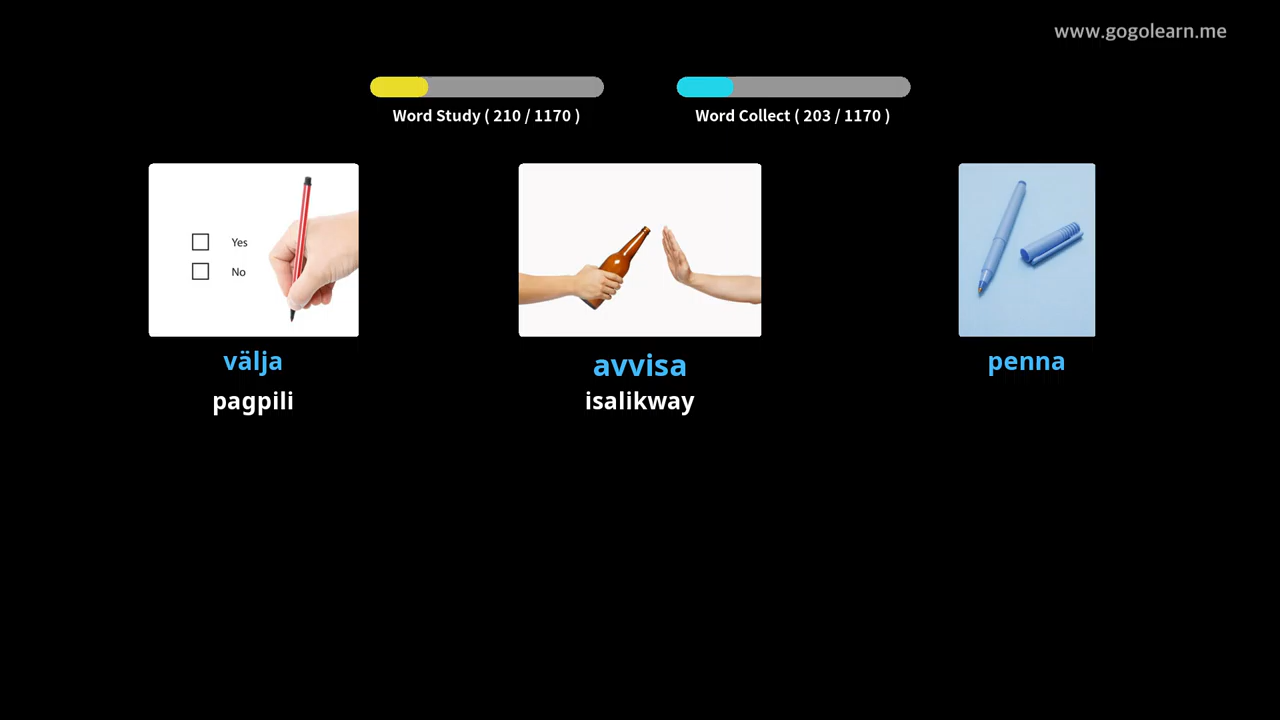 www.gogolearn.me
Word Study ( 210 / 1170 )
Word Collect ( 203 / 1170 )
Yes
No
välja
pagpili
avvisa
isalikway
penna